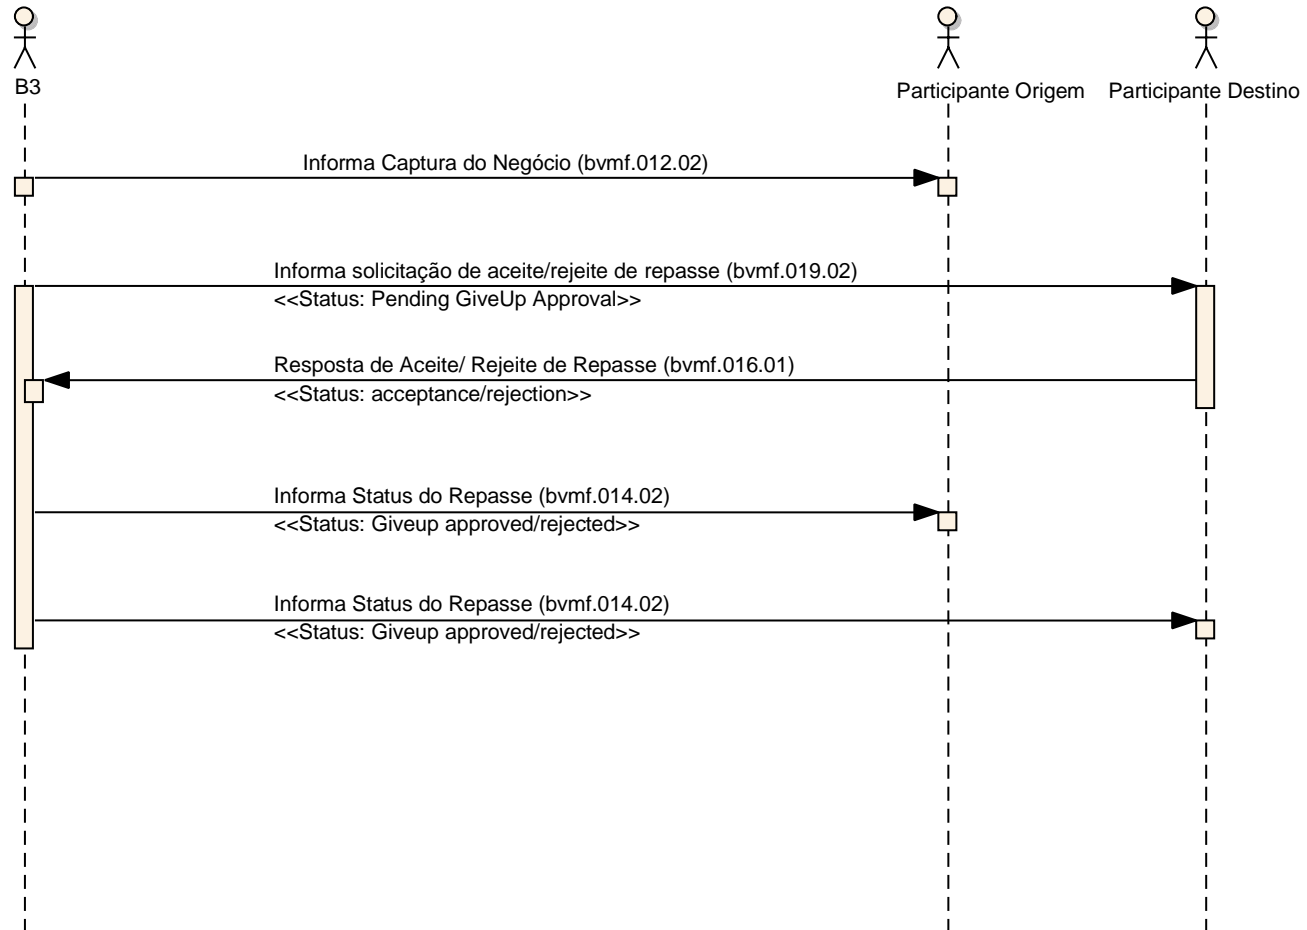 B3
Participante Origem
Participante Destino
Informa Captura do Negócio (bvmf.012.02)
Informa solicitação de aceite/rejeite de repasse (bvmf.019.02)
<<Status: Pending GiveUp Approval>>
Resposta de Aceite/ Rejeite de Repasse (bvmf.016.01)
<<Status: acceptance/rejection>>
Informa Status do Repasse (bvmf.014.02)
<<Status: Giveup approved/rejected>>
Informa Status do Repasse (bvmf.014.02)
<<Status: Giveup approved/rejected>>